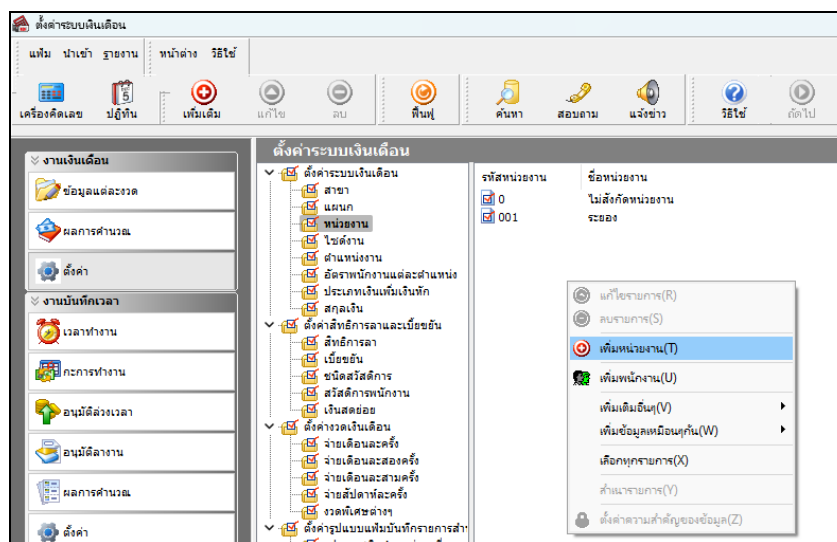 ตั้งค่าระบบเงินเดือน
แฟ้ม นำเข้า รายงาน หน้าต่าง วิธีใช้
เครื่องคิดเลข ปฏิทิน เพิ่มเติม แก้ไข ลบ ฟื้นฟู ค้นหา สอบถาม แจ้งข่าว วิธีใช้ ถัดไป
งานเงินเดือน
ข้อมูลแต่ละงวด
ผลการคำนวณ
ตั้งค่า
งานบันทึกเวลา
เวลาทำงาน
กะการทำงาน
อนุมัติล่วงเวลา
อนุมัติลางาน
ผลการคำนวณ
ตั้งค่า
ตั้งค่าระบบเงินเดือน
ตั้งค่าระบบเงินเดือน
สาขา
แผนก
หน่วยงาน
ไซด์งาน
ตำแหน่งงาน
อัตราพนักงานแต่ละตำแหน่ง
ประเภทเงินเพิ่มเงินหัก
สกุลเงิน
ตั้งค่าสิทธิการลาและเบี้ยขยัน
สิทธิการลา
เบี้ยขยัน
ชนิดสวัสดิการ
สวัสดิการพนักงาน
เงินสดย่อย
ตั้งค่างวดเงินเดือน
จ่ายเดือนละครั้ง
จ่ายเดือนละสองครั้ง
จ่ายเดือนละสามครั้ง
จ่ายสัปดาห์ละครั้ง
งวดพิเศษต่างๆ
ตั้งค่ารูปแบบแฟ้มบันทึกรายการสำ
รหัสหน่วยงาน ชื่อหน่วยงาน
0 ไม่สังกัดหน่วยงาน
001 ระยอง
แก้ไขรายการ(R)
ลบรายการ(S)
เพิ่มหน่วยงาน(T)
เพิ่มพนักงาน(U)
เพิ่มเติมอื่นๆ(V)
เพิ่มข้อมูลเหมือนๆกัน(W)
เลือกทุกรายการ(X)
สำเนารายการ(Y)
ตั้งค่าความสำคัญของข้อมูล(Z)